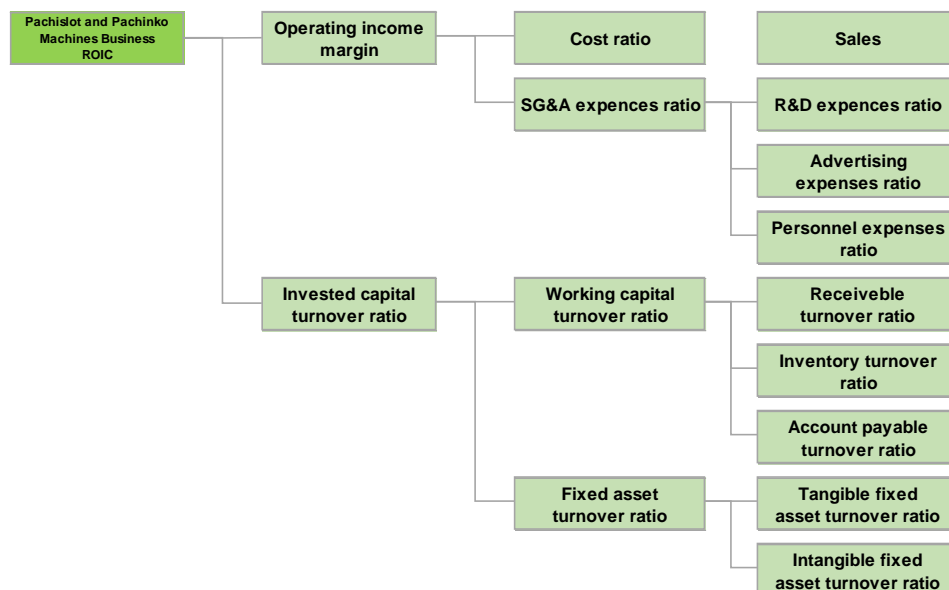 Pachislot and Pachinko
Machines Business
ROIC
Operating income
margin
Cost ratio
Sales
SG&A expences ratio
R&D expences ratio
Advertising
expenses ratio
Personnel expenses
ratio
Invested capital
turnover ratio
Working capital
turnover ratio
Receiveble
turnover ratio
Inventory turnover
ratio
Account payable
turnover ratio
Fixed asset
turnover ratio
Tangible fixed
asset turnover ratio
Intangible fixed
asset turnover ratio